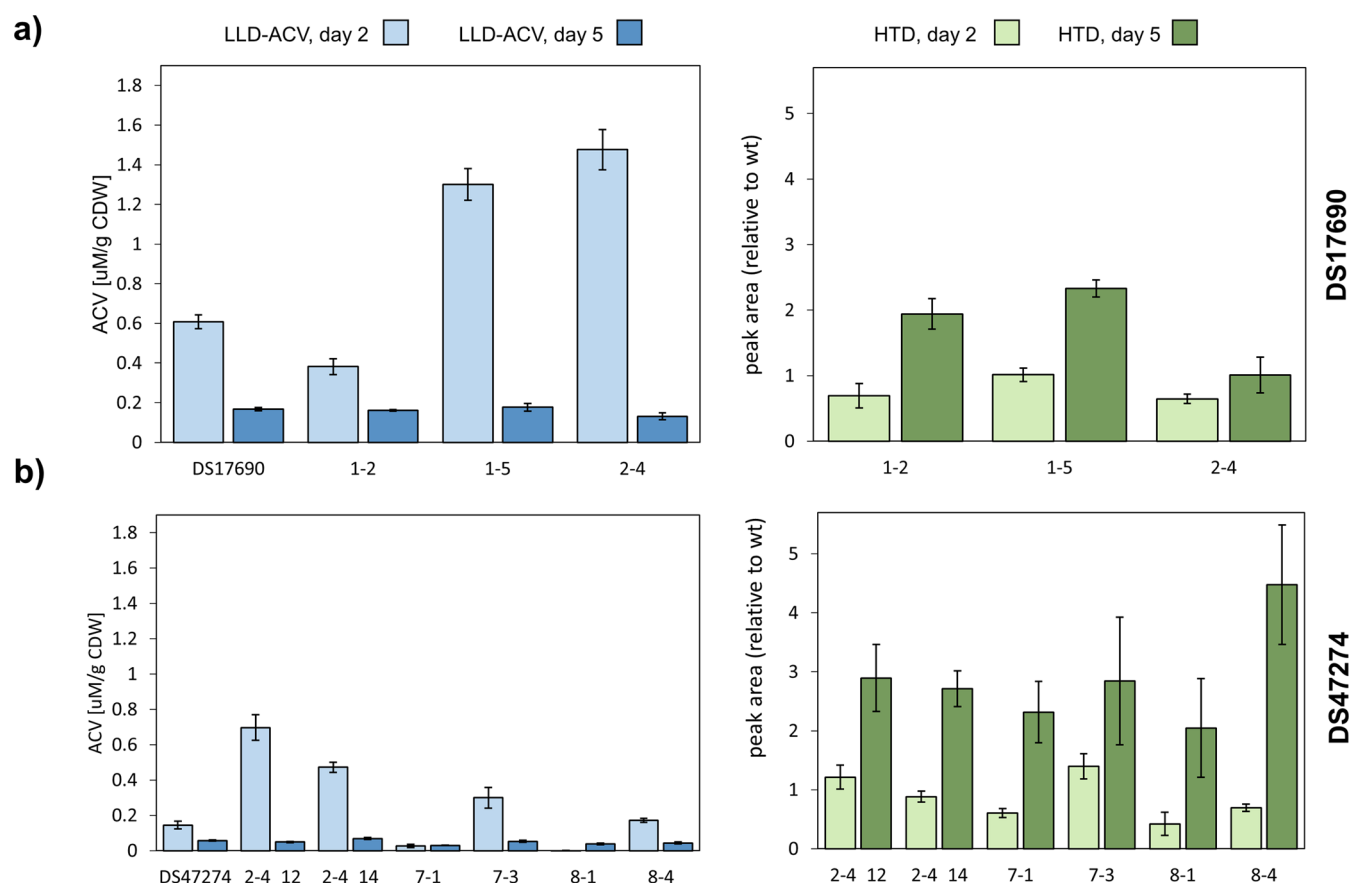 a)
LLD-ACV, day 2 LLD-ACV, day 5
HTD, day 2 HTD, day 5
ACV [uM/g CDW]
1.8
1.6
1.4
1.2
1
0.8
0.6
0.4
0.2
0
DS17690 1-2 1-5 2-4
peak area (relative to wt)
5
4
3
2
1
0
1-2 1-5 2-4
DS17690
b)
ACV [uM/g CDW]
1.8
1.6
1.4
1.2
1
0.8
0.6
0.4
0.2
0
DS47274 2-4 12 2-4 14 7-1 7-3 8-1 8-4
peak area (relative to wt)
5
4
3
2
1
0
2-4 12 2-4 14 7-1 7-3 8-1 8-4
DS47274